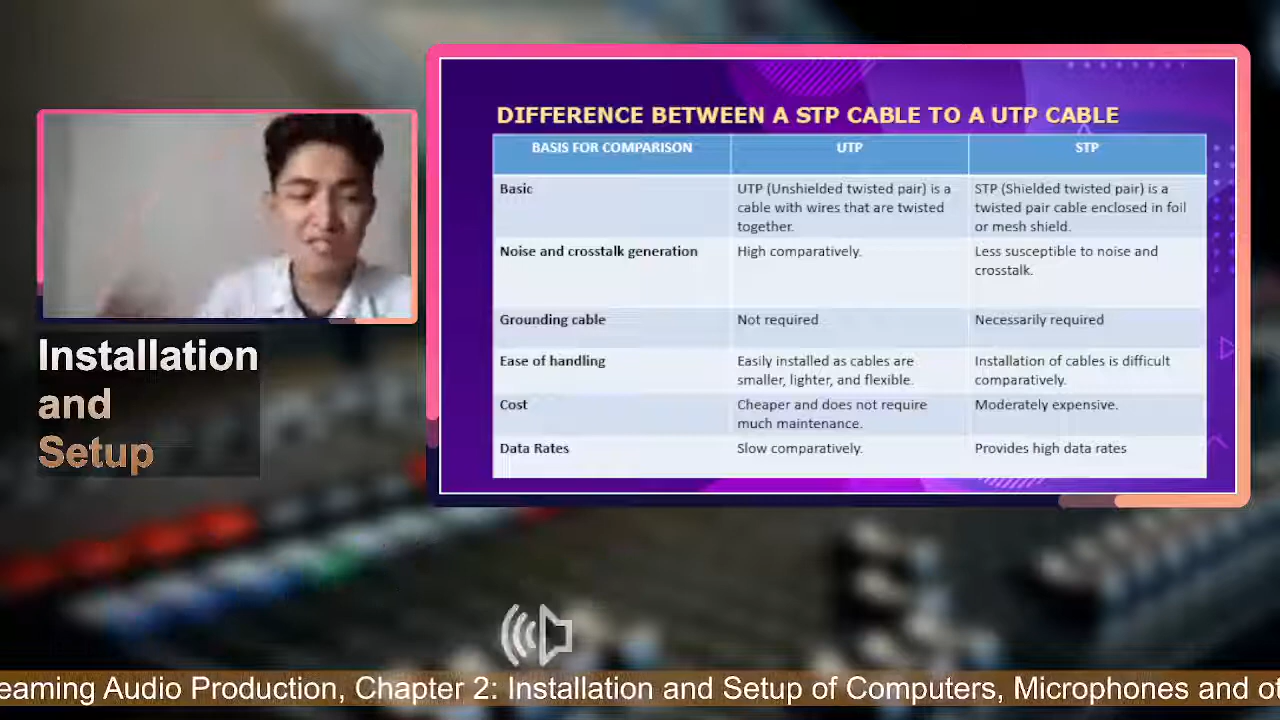 DIFFERENCE BETWEEN A STP CABLE TO A UTP CABLE
BASIS FOR COMPARISON UTP STP
Basic
UTP (Unshielded twisted pair) is a
cable with wires that are twisted
together.
STP (Shielded twisted pair) is a
twisted pair cable enclosed in foil
or mesh shield.
Noise and crosstalk generation
High comparatively.
Less susceptible to noise and
crosstalk.
Grounding cable
Not required
Necessarily required
Ease of handling
Easily installed as cables are
smaller, lighter, and flexible.
Installation of cables is difficult
comparatively.
Cost
Cheaper and does not require
much maintenance.
Moderately expensive.
Data Rates
Slow comparatively.
Provides high data rates
Installation
and
Setup
eaming Audio Production, Chapter 2: Installation and Setup of Computers, Microphones and ot